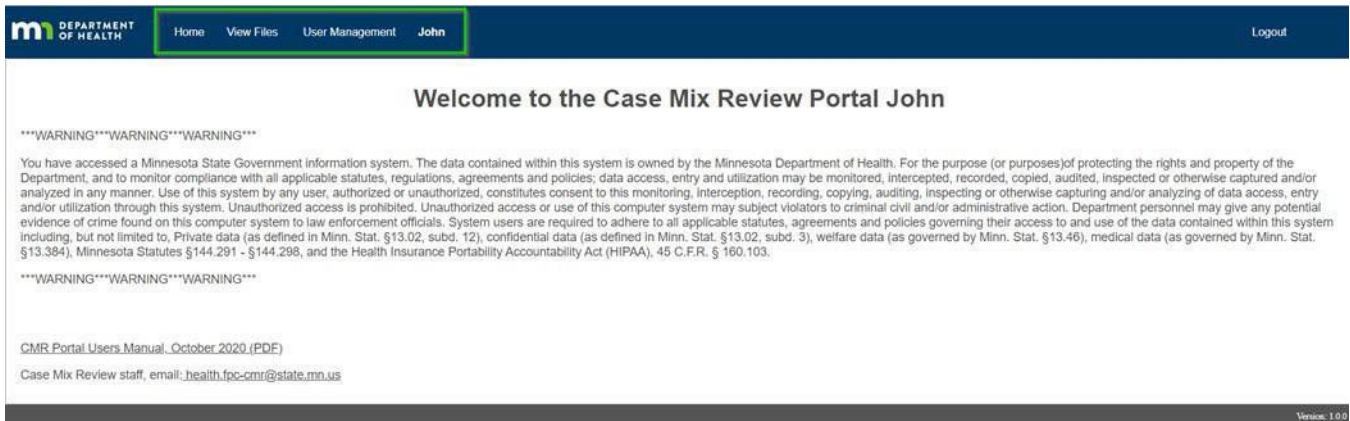 mn DEPARTMENT
OF HEALTH
Home View Files User Management John
Logout
Welcome to the Case Mix Review Portal John
***WARNING***WARNING***WARNING***
You have accessed a Minnesota State Government information system. The data contained within this system is owned by the Minnesota Department of Health. For the purpose (or purposes)of protecting the rights and property of the
Department, and to monitor compliance with all applicable statutes, regulations, agreements and policies; data access, entry and utilization may be monitored, intercepted, recorded, copied, audited, inspected or otherwise captured and/or
analyzed in any manner. Use of this system by any user, authorized or unauthorized, constitutes consent to this monitoring, interception, recording, copying, auditing, inspecting or otherwise capturing and/or analyzing of data access, entry
and/or utilization through this system. Unauthorized access is prohibited. Unauthorized access or use of this computer system may subject violators to criminal civil and/or administrative action. Department personnel may give any potential
evidence of crime found on this computer system to law enforcement officials. System users are required to adhere to all applicable statutes, agreements and policies governing their access to and use of the data contained within this system
including, but not limited to, Private data (as defined in Minn. Stat. §13.02, subd. 12), confidential data (as defined in Minn. Stat. §13.02, subd. 3), welfare data (as governed by Minn. Stat. §13.46), medical data (as governed by Minn. Stat.
§13.384), Minnesota Statutes §144.291 - §144.298, and the Health Insurance Portability Accountability Act (HIPAA), 45 C.F.R. § 160.103.
***WARNING***WARNING***WARNING***
CMR Portal Users Manual, October 2020 (PDF)
Case Mix Review staff, email: health.fpc-cmr@state.mn.us
Version: 1.0.0